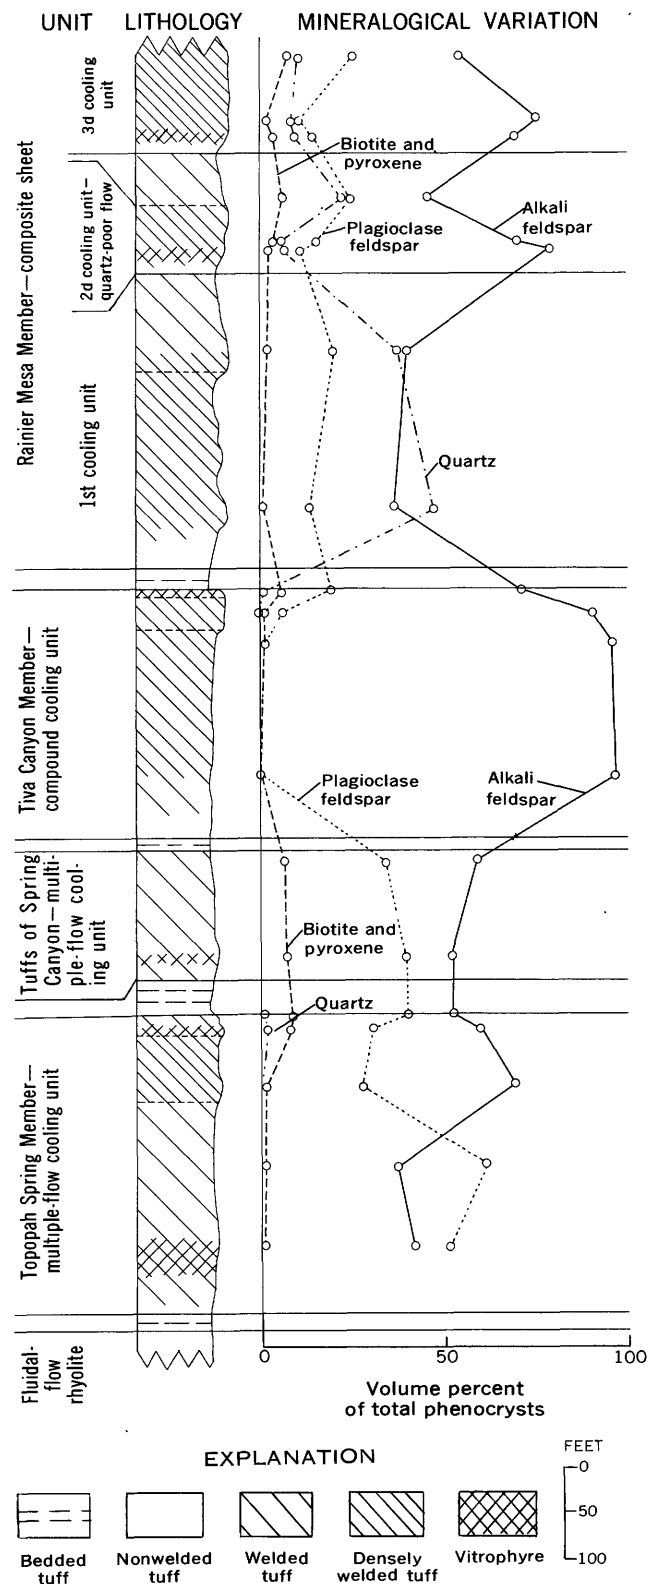 UNIT LITHOLOGY MINERALOGICAL VARIATION
Rainier Mesa Member—composite sheet
3d cooling
unit
2d cooling unit—
quartz-poor flow
1st cooling unit
Biotite and
pyroxene
Plagioclase
feldspar
Alkali
feldspar
Quartz
Tiva Canyon Member—
compound cooling unit
Plagioclase
feldspar
Alkali
feldspar
Tuffs of Spring
Canyon—multi-
ple-flow cool-
ing unit
Biotite and
pyroxene
Quartz
Topopah Spring Member—
multiple-flow cooling unit
Fluidal-
flow
rhyolite
0 50 100
Volume percent
of total phenocrysts
EXPLANATION
FEET
0
50
100
Bedded
tuff
Nonwelded
tuff
Welded
tuff
Densely
welded tuff
Vitrophyre